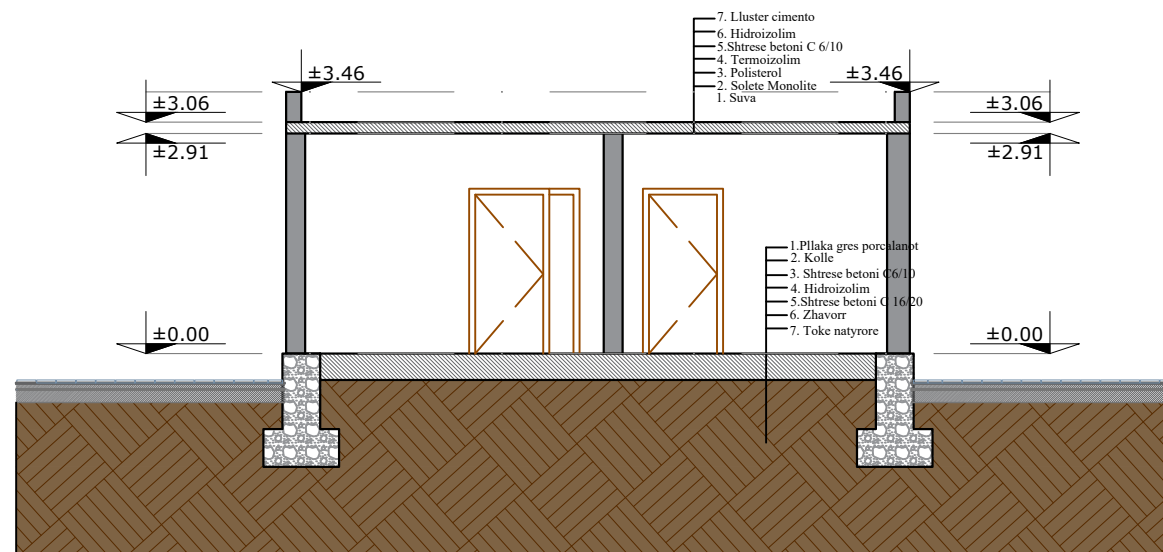 7. Lluster cimento
6. Hidroizolim
5.Shtrese betoni C 6/10
4. Termoizolim
3. Polisterol
2. Solete Monolite
1. Suva
±3.46
±3.46
±3.06
±3.06
±2.91
±2.91
1.Pllaka gres porcalanot
2. Kolle
3. Shtrese betoni C6/10
4. Hidroizolim
5.Shtrese betoni C 16/20
6. Zhavorr
7. Toke natyrore
±0.00
±0.00